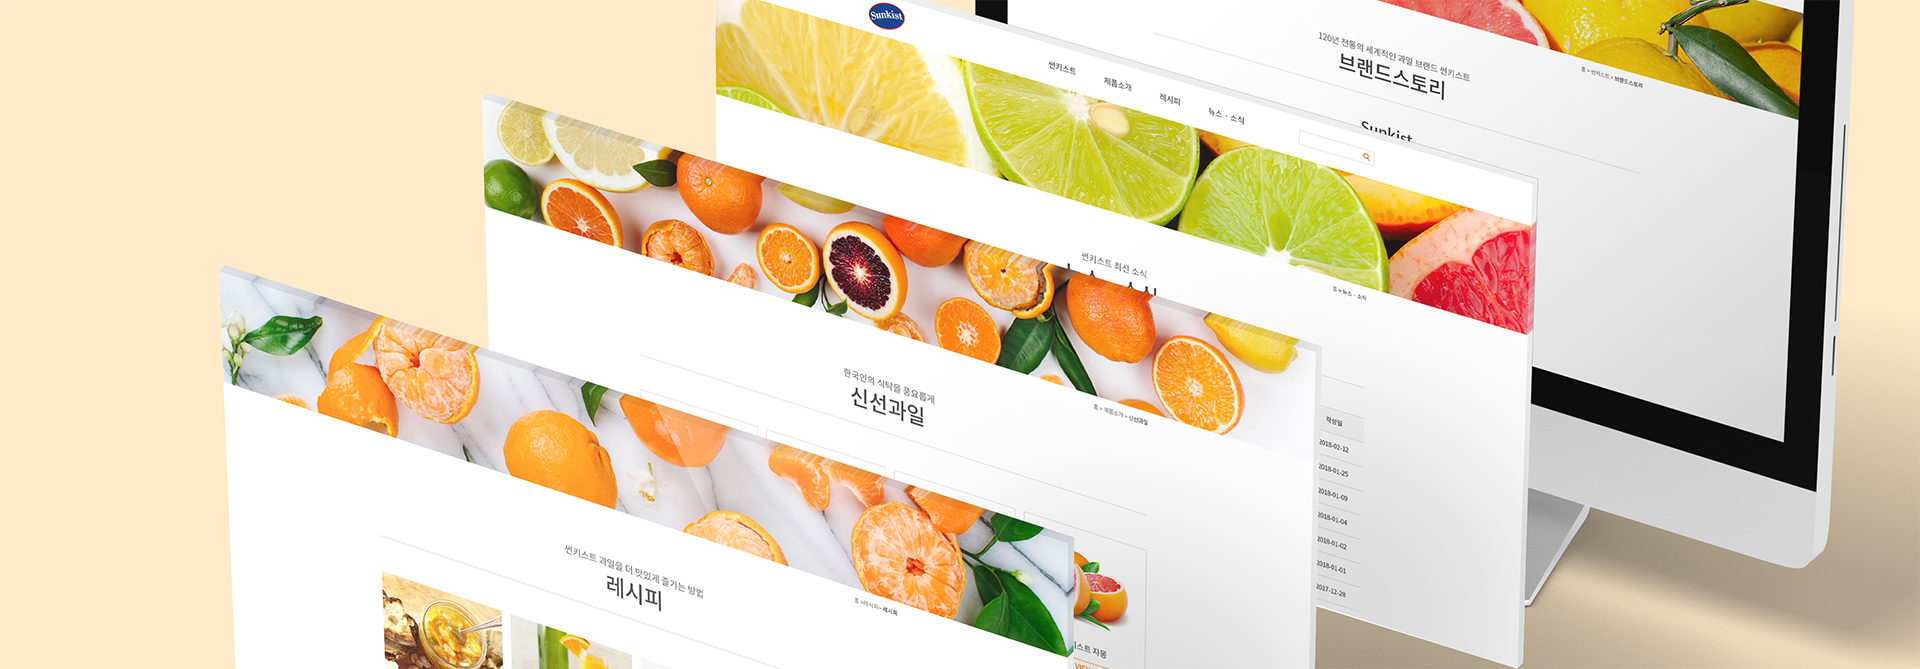 Sunkist
썬키스트
제품소개
레시피
뉴스 · 소식
120년 전통의 세계적인 과일 브랜드 썬키스트
브랜드스토리
홈 > 썬키스트 > 브랜드스토리
Sunkist
썬키스트 최신 소식
홈 > 뉴스 · 소식
작성일
2018-02-12
2018-01-25
2018-01-09
2018-01-04
2018-01-02
2018-01-01
2017-12-28
한국인의 식탁을 풍요롭게
신선과일
홈 > 제품소개 > 신선과일
썬키스트 과일을 더 맛있게 즐기는 방법
레시피
홈 >레시피> 레시피
자몽